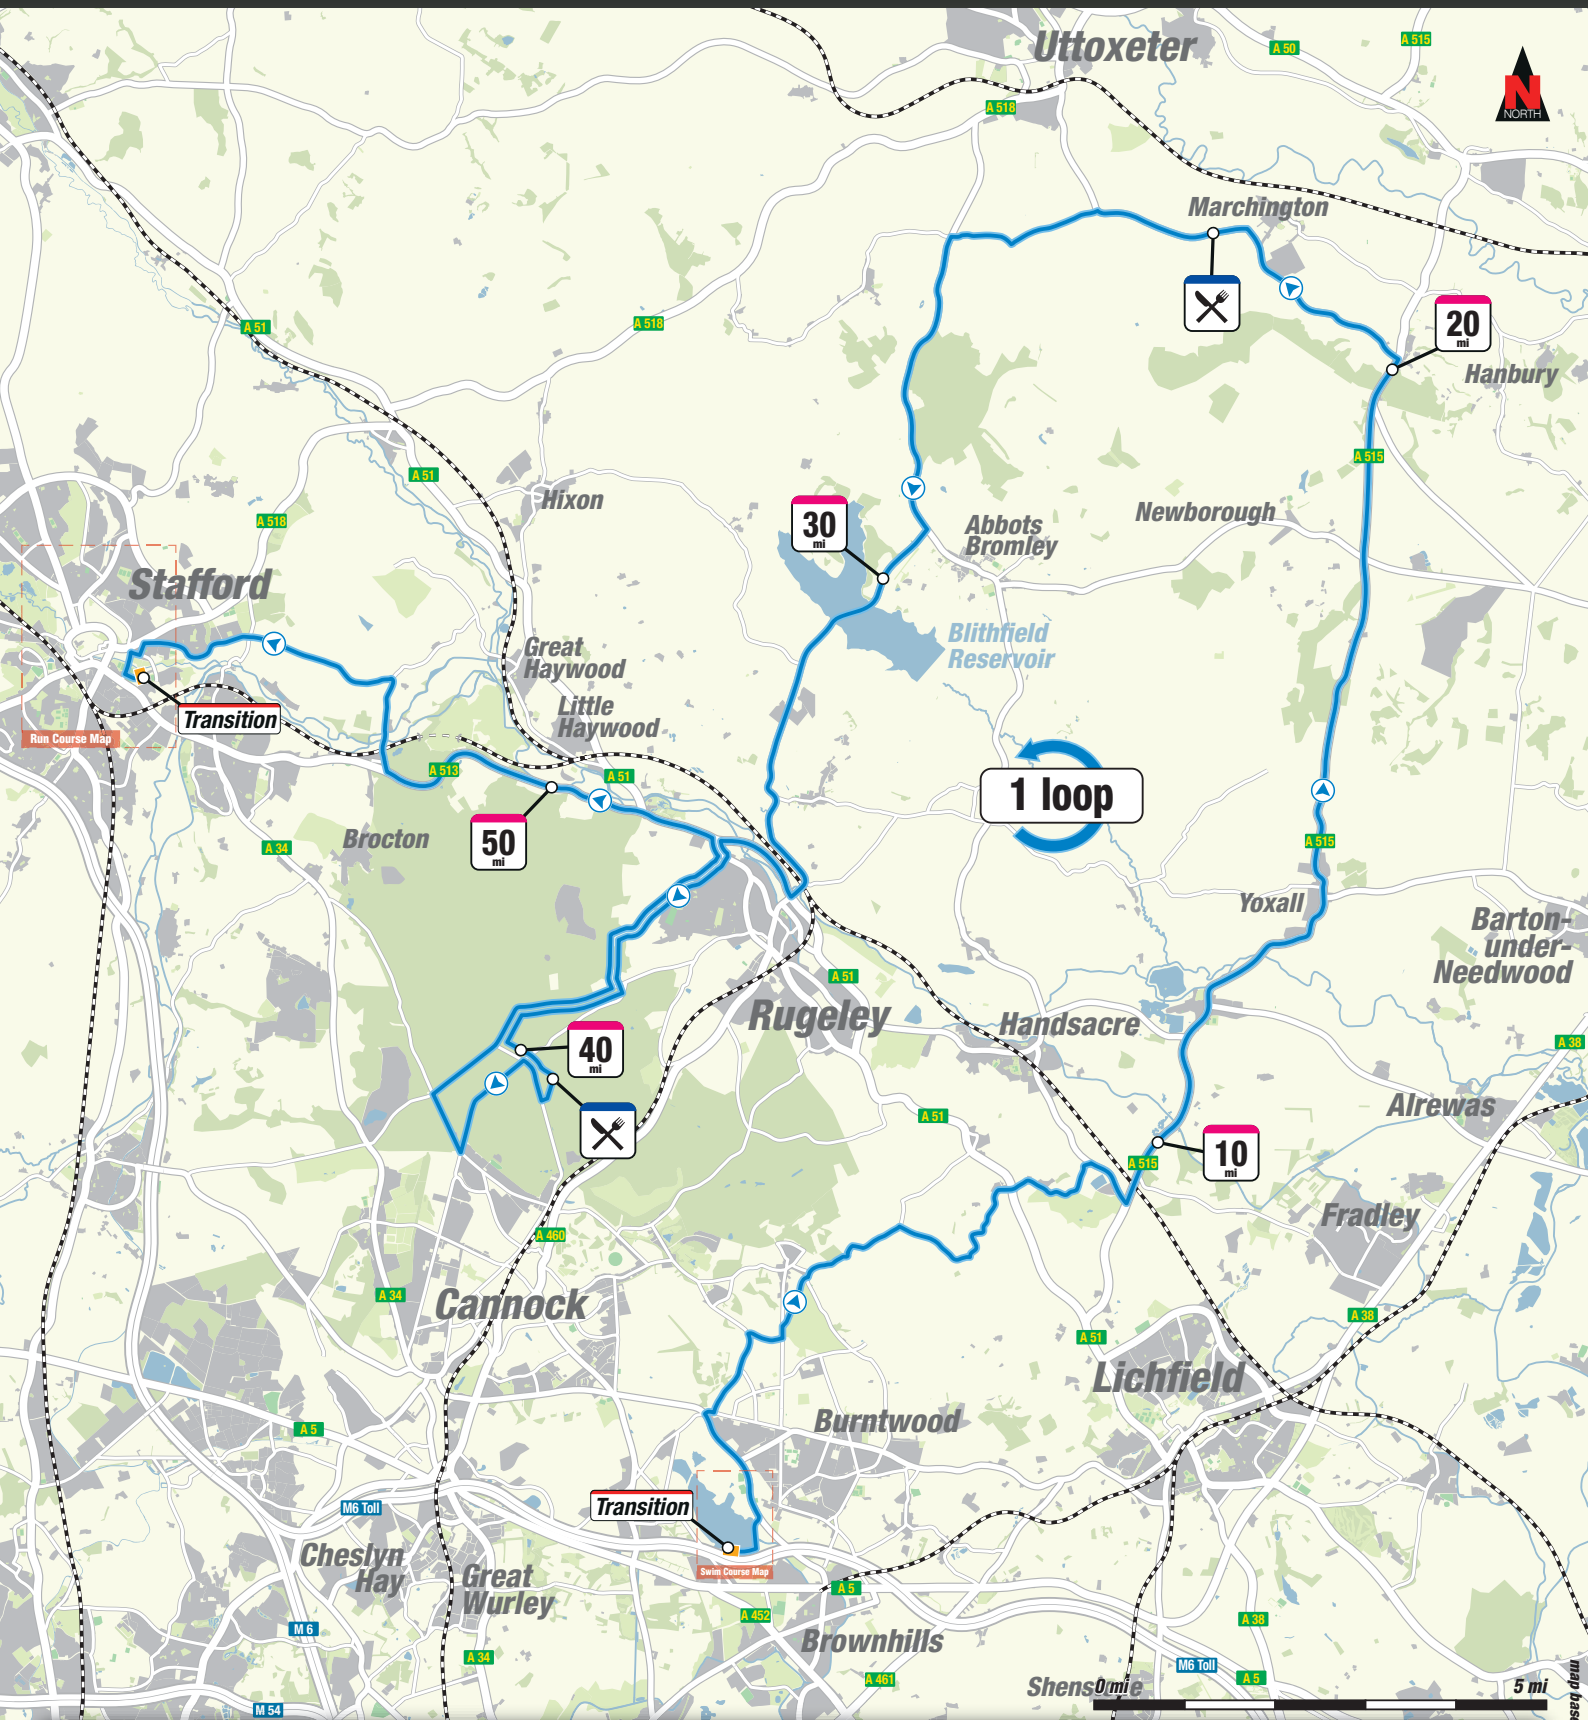 Uttoxeter
A 50
A 515
N
NORTH
A 518
Marchington
A 51
A 518
20
mi
Hanbury
A 515
A 51
Hixon
30
mi
Abbots
Bromley
Newborough
A 518
Stafford
Great
Haywood
Blithfield
Reservoir
Little
Haywood
Transition
Run Course Map
A 513
A 51
1 loop
50
mi
Brocton
A 34
A 515
Yoxall
Barton-
under-
Needwood
A 51
Rugeley
Handsacre
40
mi
A 38
Alrewas
A 51
10
mi
A 515
Fradley
A 460
A 34
Cannock
A 38
A 51
Lichfield
Burntwood
A 5
M6 Toll
Transition
Cheslyn
Hay
Great
Wurley
Swim Course Map
A 5
A 452
A 38
M 6
Brownhills
A 34
A 461
M6 Toll
A 5
0 mi
5 mi
M 54
map